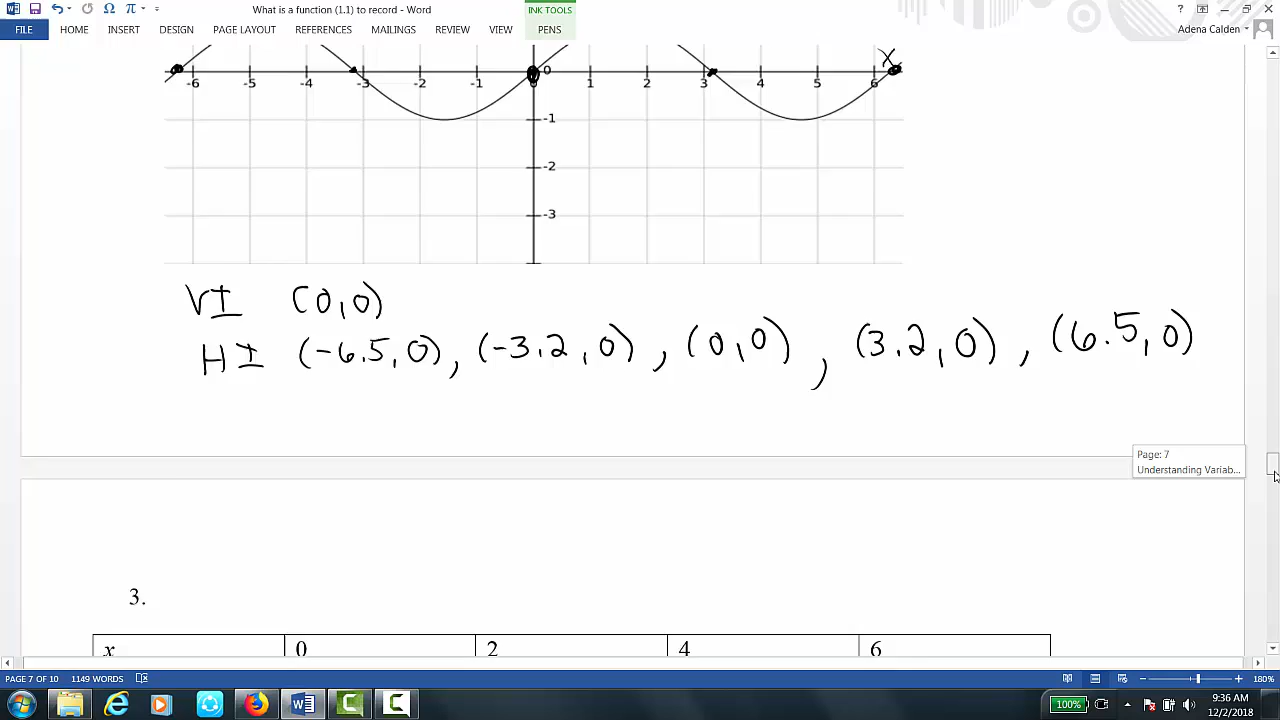 What is a function (1.1) to record - Word
INK TOOLS
FILE HOME INSERT DESIGN PAGE LAYOUT REFERENCES MAILINGS REVIEW VIEW PENS
Adena Calden
X
0
-6 -5 -4 -3 -2 -1 0 1 2 3 4 5 6
-1
-2
-3
VI (0,0)
HI (-6.5,0), (-3.2,0), (0,0), (3.2,0), (6.5,0)
Page: 7
Understanding Variab...
3.
x 0 2 4 6
PAGE 7 OF 10 1149 WORDS 180%
100% 9:36 AM
12/2/2018